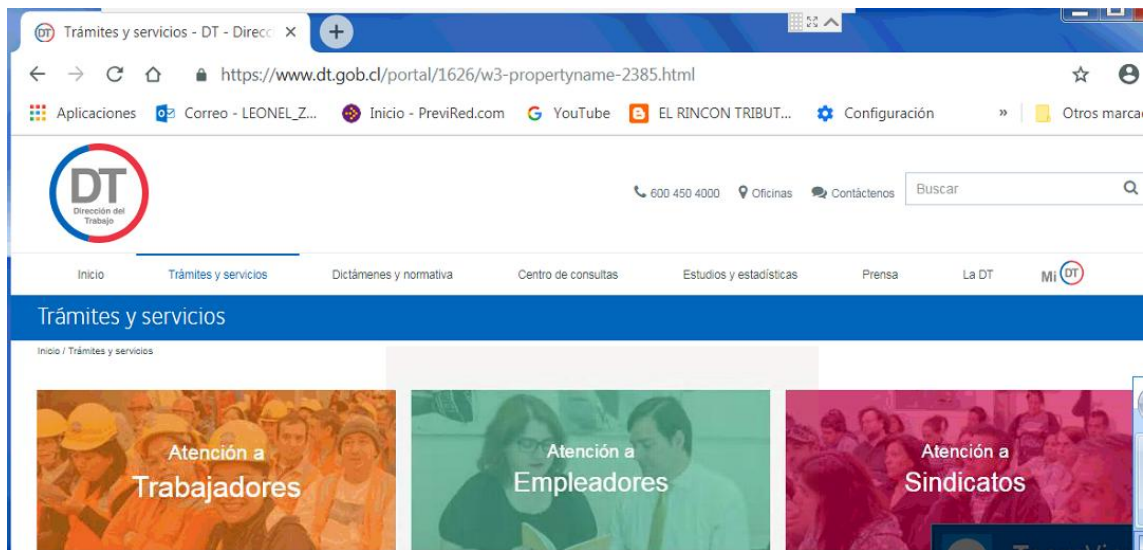 Trámites y servicios - DT - Direcc
https://www.dt.gob.cl/portal/1626/w3-propertyname-2385.html
Aplicaciones Correo - LEONEL_Z... Inicio - PreviRed.com YouTube EL RINCON TRIBUT... Configuración » Otros marcad
DT
Dirección del
Trabajo
600 450 4000 Oficinas Contáctenos Buscar
Inicio Trámites y servicios Dictámenes y normativa Centro de consultas Estudios y estadísticas Prensa La DT Mi DT
Trámites y servicios
Inicio / Trámites y servicios
Atención a
Trabajadores
Atención a
Empleadores
Atención a
Sindicatos